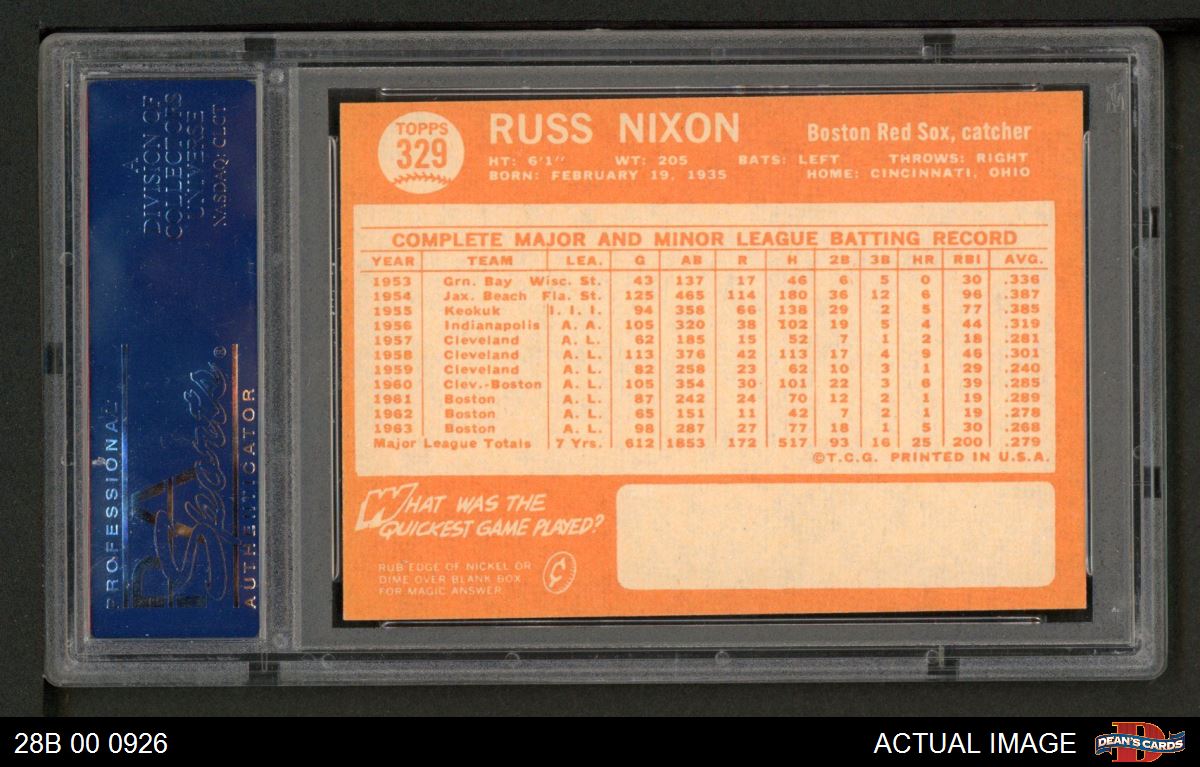 A
DIVISION OF
COLLECTORS
UNIVERSE
NASDAQ: CLCT
PROFESSIONAL
PSA
Sports®
AUTHENTICATOR
TOPPS
329
RUSS NIXON
Boston Red Sox, catcher
HT: 6'1" WT: 205 BATS: LEFT THROWS: RIGHT
BORN: FEBRUARY 19, 1935 HOME: CINCINNATI, OHIO
COMPLETE MAJOR AND MINOR LEAGUE BATTING RECORD
YEAR TEAM LEA. G AB R H 2B 3B HR RBI AVG.
1953 Grn. Bay Wisc. St. 43 137 17 46 6 5 0 30 .336
1954 Jax. Beach Fla. St. 125 465 114 180 36 12 6 96 .387
1955 Keokuk I. I. I. 94 358 66 138 29 2 5 77 .385
1956 Indianapolis A. A. 105 320 38 102 19 5 4 44 .319
1957 Cleveland A. L. 62 185 15 52 7 1 2 18 .281
1958 Cleveland A. L. 113 376 42 113 17 4 9 46 .301
1959 Cleveland A. L. 82 258 23 62 10 3 1 29 .240
1960 Clev.-Boston A. L. 105 354 30 101 22 3 6 39 .285
1961 Boston A. L. 87 242 24 70 12 2 1 19 .289
1962 Boston A. L. 65 151 11 42 7 2 1 19 .278
1963 Boston A. L. 98 287 27 77 18 1 5 30 .268
Major League Totals 7 Yrs. 612 1853 172 517 93 16 25 200 .279
©T.C.G. PRINTED IN U.S.A.
WHAT WAS THE
QUICKEST GAME PLAYED?
RUB EDGE OF NICKEL OR
DIME OVER BLANK BOX
FOR MAGIC ANSWER
¢
28B 00 0926
ACTUAL IMAGE
D
DEAN'S CARDS